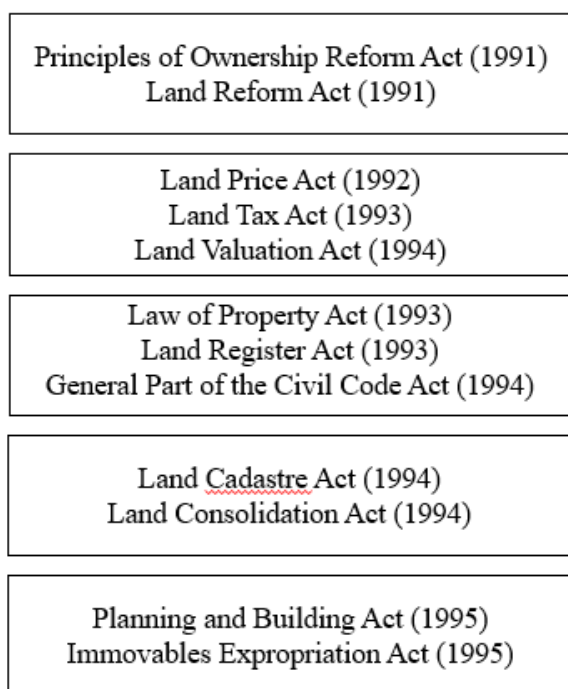 Principles of Ownership Reform Act (1991)
Land Reform Act (1991)
Land Price Act (1992)
Land Tax Act (1993)
Land Valuation Act (1994)
Law of Property Act (1993)
Land Register Act (1993)
General Part of the Civil Code Act (1994)
Land Cadastre Act (1994)
Land Consolidation Act (1994)
Planning and Building Act (1995)
Immovables Expropriation Act (1995)